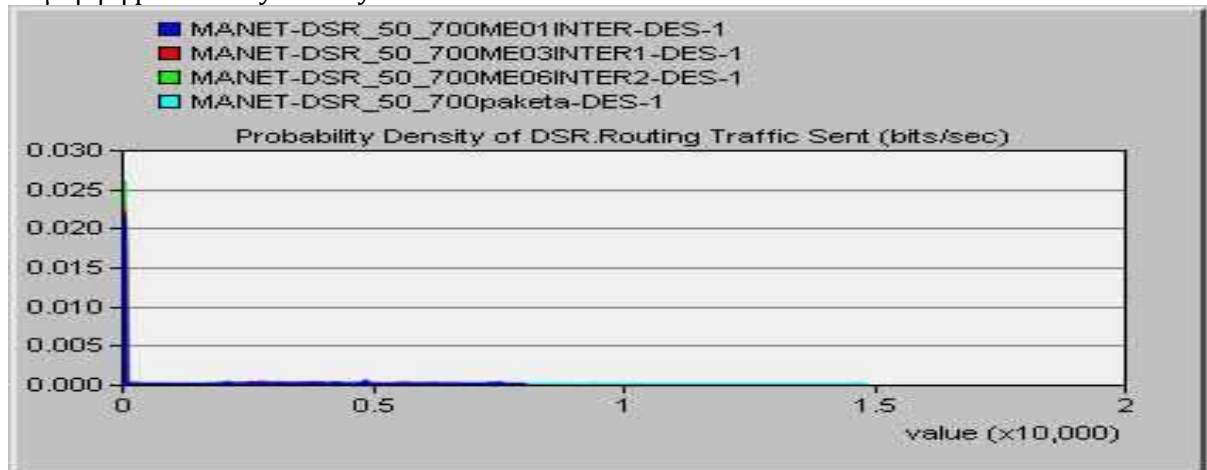 MANET-DSR_50_700ME01INTER-DES-1
MANET-DSR_50_700ME03INTER1-DES-1
MANET-DSR_50_700ME06INTER2-DES-1
MANET-DSR_50_700paketa-DES-1
Probability Density of DSR.Routing Traffic Sent (bits/sec)
0.030
0.025
0.020
0.015
0.010
0.005
0.000
0 0.5 1 1.5 2
value (x10,000)